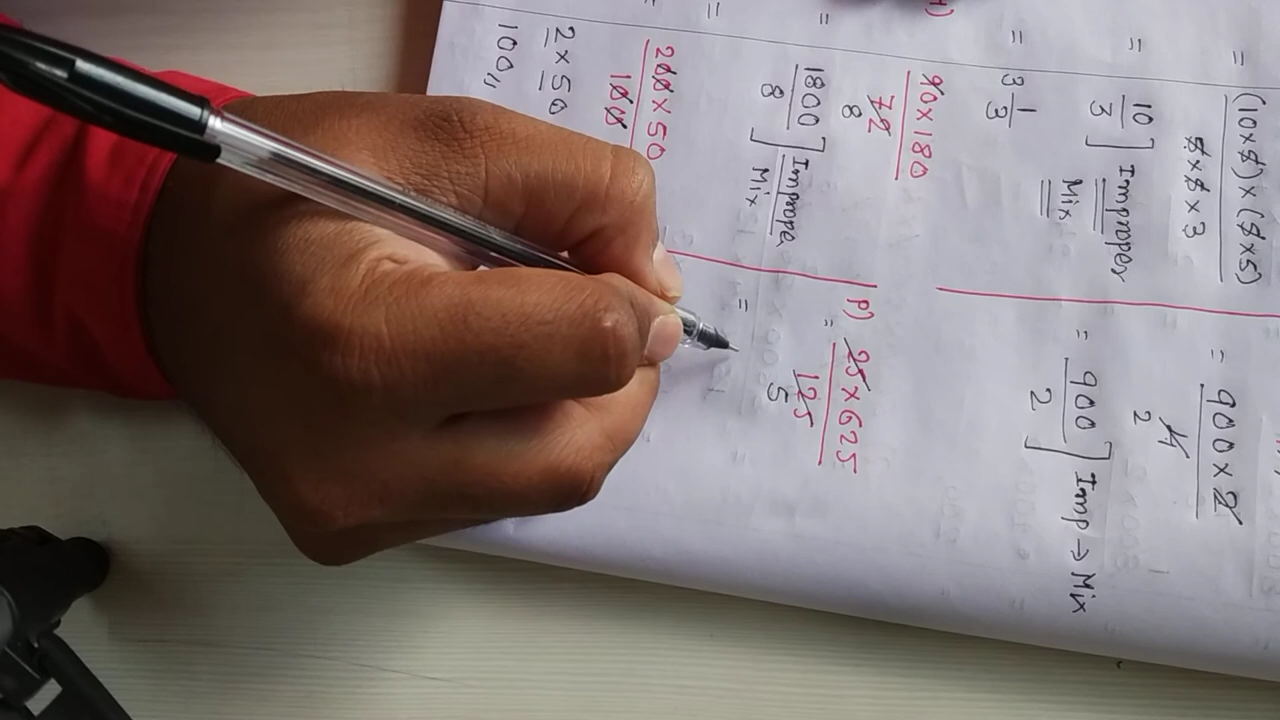 = (10×5)×(5×5)
5×5×3
= 10
3 ] Improper
Mix
= 3 1/3
90×180
72
8
= 1800
8 ] Imprope
Mix
=
200×50
100
2×50
100,,
= 900×2
4
2
= 900
2 ] Imp → Mix
P)
= 25×625
125
5
=